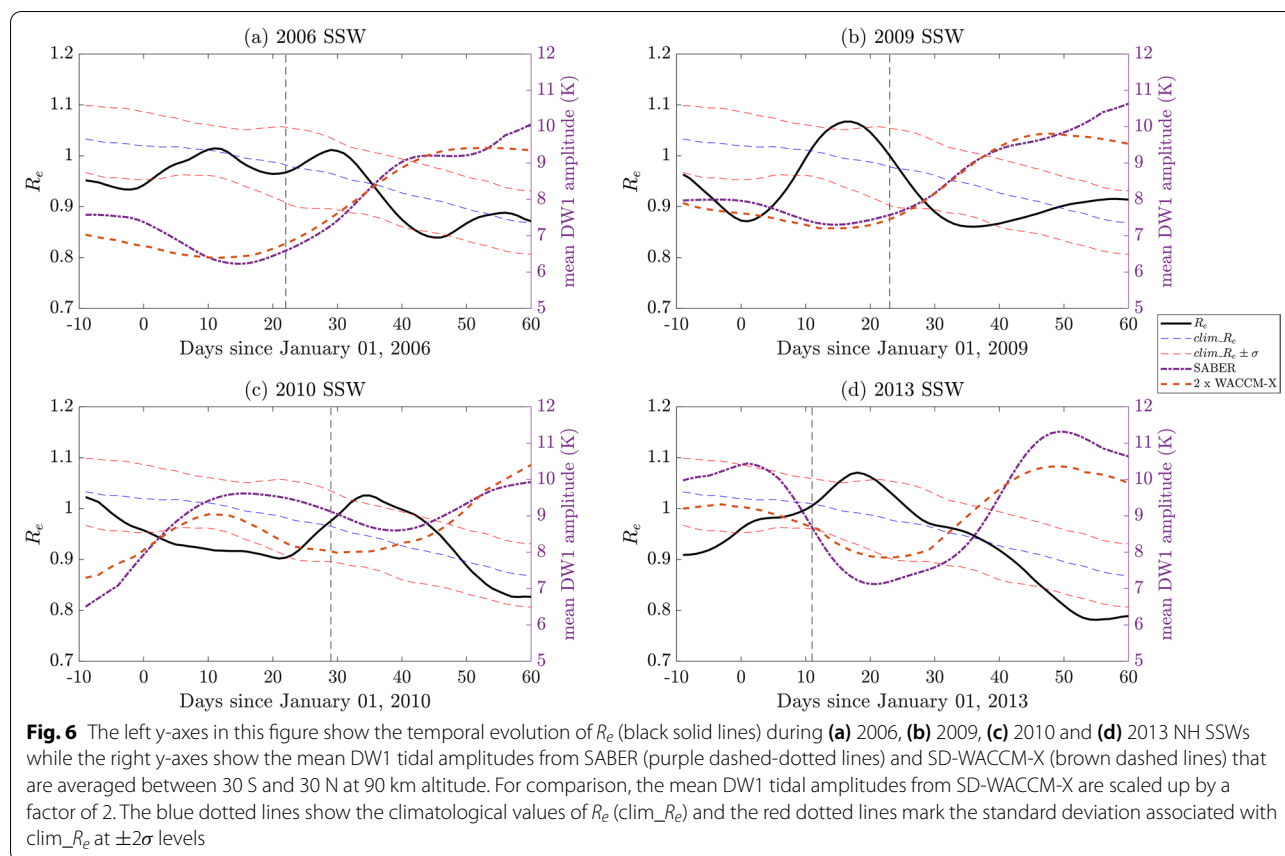 (a) 2006 SSW
1.2
1.1
1
0.9
0.8
0.7
R_e
12
11
10
9
8
7
6
5
mean DW1 amplitude (K)
-10 0 10 20 30 40 50 60
Days since January 01, 2006
(b) 2009 SSW
1.2
1.1
1
0.9
0.8
0.7
R_e
12
11
10
9
8
7
6
5
mean DW1 amplitude (K)
-10 0 10 20 30 40 50 60
Days since January 01, 2009
R_e
clim_R_e
clim_R_e ± σ
SABER
2 x WACCM-X
(c) 2010 SSW
1.2
1.1
1
0.9
0.8
0.7
R_e
12
11
10
9
8
7
6
5
mean DW1 amplitude (K)
-10 0 10 20 30 40 50 60
Days since January 01, 2010
(d) 2013 SSW
1.2
1.1
1
0.9
0.8
0.7
R_e
12
11
10
9
8
7
6
5
mean DW1 amplitude (K)
-10 0 10 20 30 40 50 60
Days since January 01, 2013
Fig. 6 The left y-axes in this figure show the temporal evolution of R_e (black solid lines) during (a) 2006, (b) 2009, (c) 2010 and (d) 2013 NH SSWs
while the right y-axes show the mean DW1 tidal amplitudes from SABER (purple dashed-dotted lines) and SD-WACCM-X (brown dashed lines) that
are averaged between 30 S and 30 N at 90 km altitude. For comparison, the mean DW1 tidal amplitudes from SD-WACCM-X are scaled up by a
factor of 2. The blue dotted lines show the climatological values of R_e (clim_R_e) and the red dotted lines mark the standard deviation associated with
clim_R_e at ±2σ levels